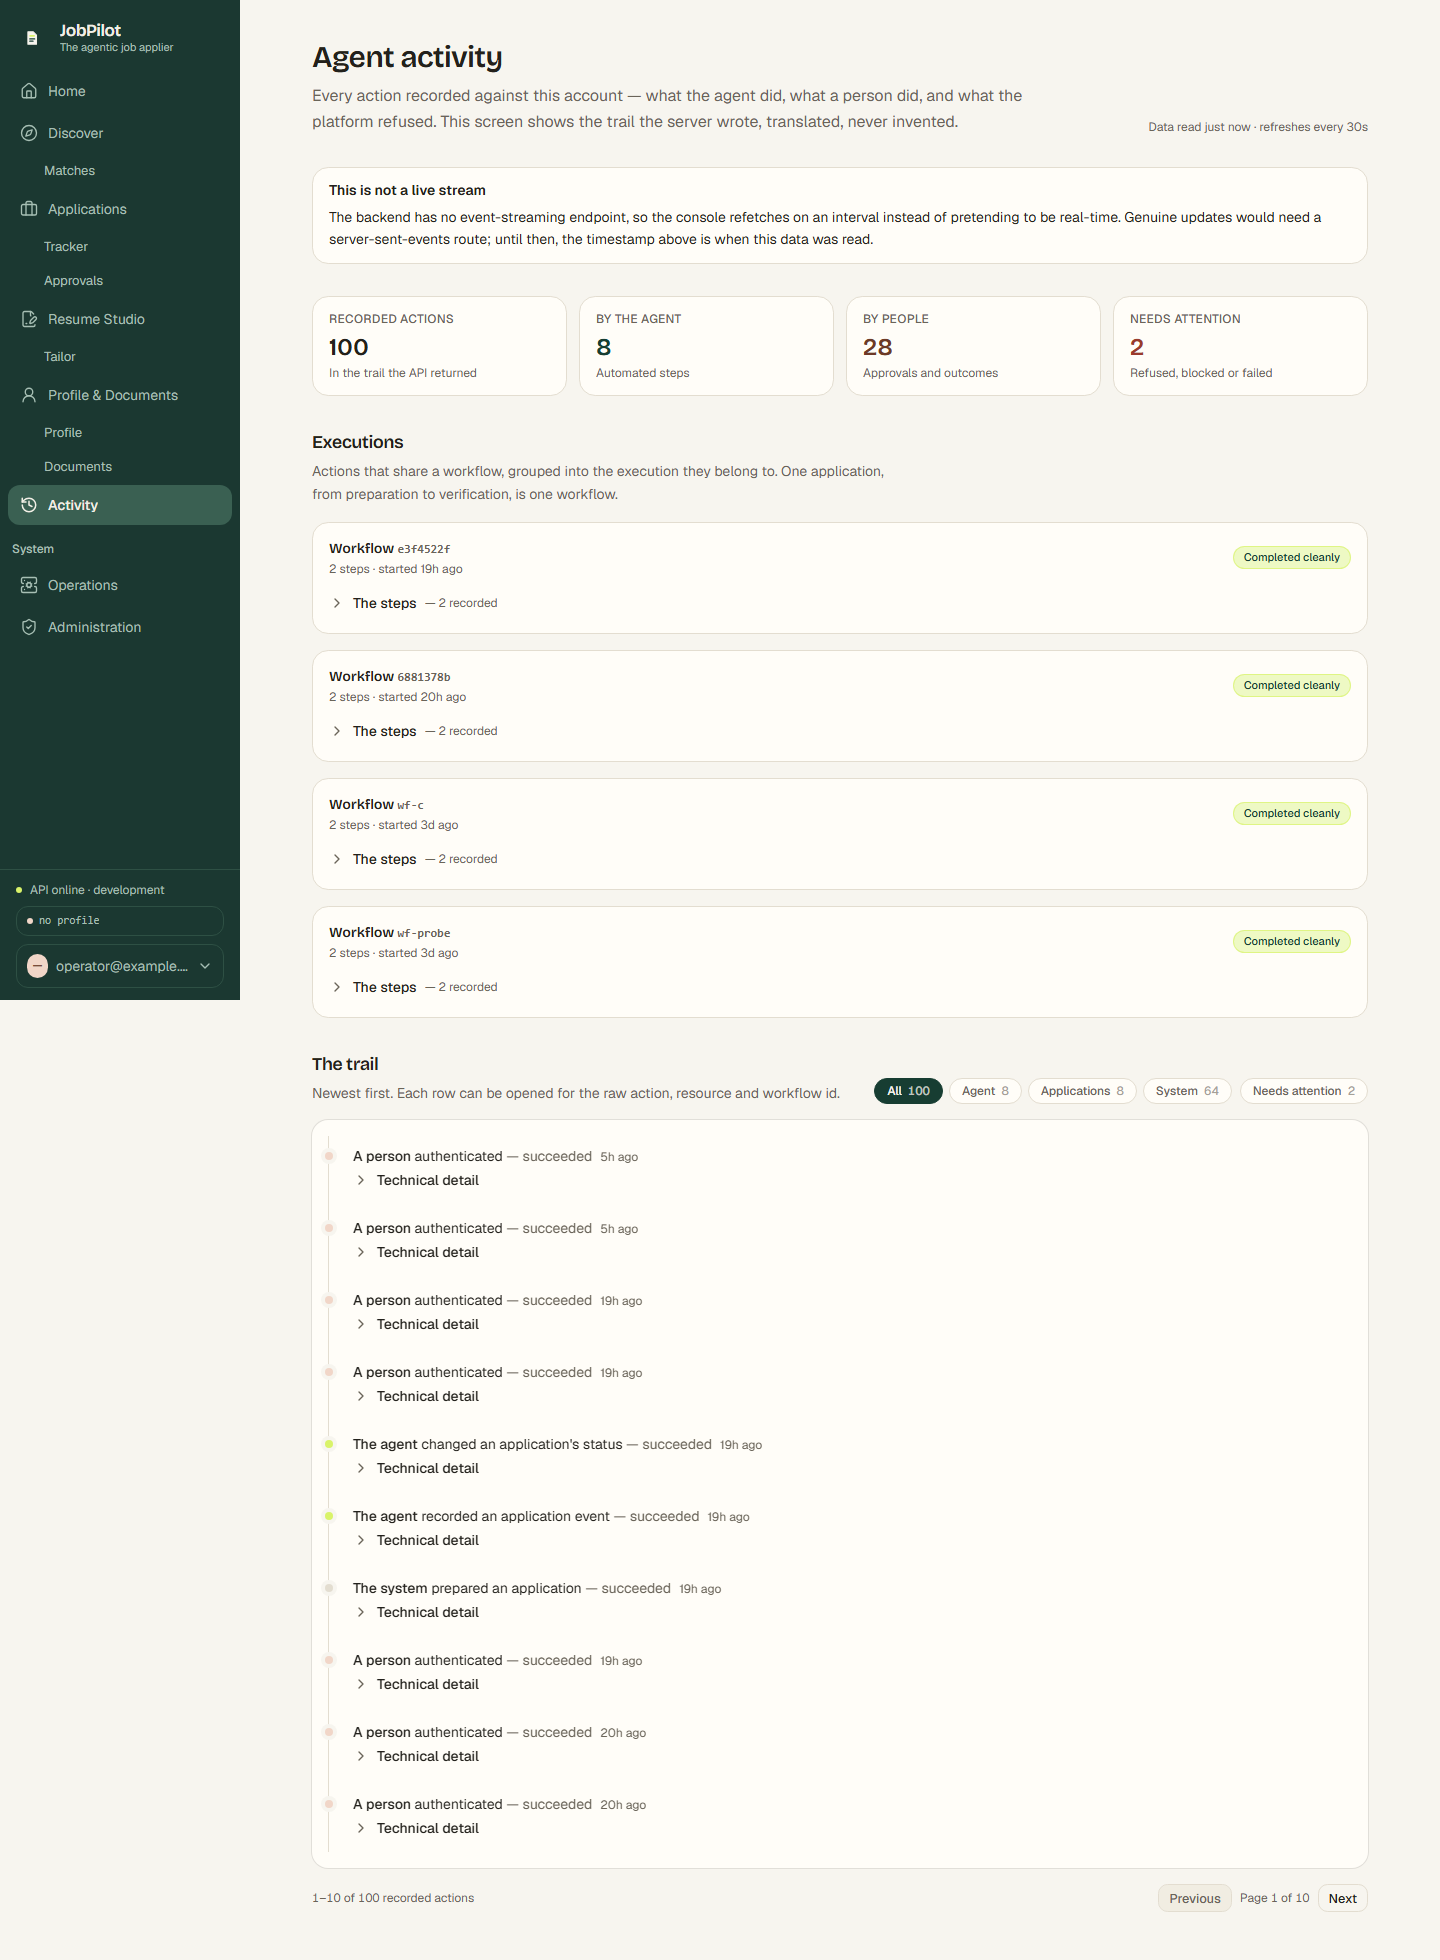 JobPilot
The agentic job applier
Home
Discover
Matches
Applications
Tracker
Approvals
Resume Studio
Tailor
Profile & Documents
Profile
Documents
Activity
System
Operations
Administration
API online · development
no profile
operator@example....
Agent activity
Every action recorded against this account — what the agent did, what a person did, and what the
platform refused. This screen shows the trail the server wrote, translated, never invented.
Data read just now · refreshes every 30s
This is not a live stream
The backend has no event-streaming endpoint, so the console refetches on an interval instead of pretending to be real-time. Genuine updates would need a
server-sent-events route; until then, the timestamp above is when this data was read.
RECORDED ACTIONS
100
In the trail the API returned
BY THE AGENT
8
Automated steps
BY PEOPLE
28
Approvals and outcomes
NEEDS ATTENTION
2
Refused, blocked or failed
Executions
Actions that share a workflow, grouped into the execution they belong to. One application,
from preparation to verification, is one workflow.
Workflow e3f4522f
2 steps · started 19h ago
Completed cleanly
The steps — 2 recorded
Workflow 6881378b
2 steps · started 20h ago
Completed cleanly
The steps — 2 recorded
Workflow wf-c
2 steps · started 3d ago
Completed cleanly
The steps — 2 recorded
Workflow wf-probe
2 steps · started 3d ago
Completed cleanly
The steps — 2 recorded
The trail
Newest first. Each row can be opened for the raw action, resource and workflow id.
All 100
Agent 8
Applications 8
System 64
Needs attention 2
A person authenticated — succeeded 5h ago
Technical detail
A person authenticated — succeeded 5h ago
Technical detail
A person authenticated — succeeded 19h ago
Technical detail
A person authenticated — succeeded 19h ago
Technical detail
The agent changed an application's status — succeeded 19h ago
Technical detail
The agent recorded an application event — succeeded 19h ago
Technical detail
The system prepared an application — succeeded 19h ago
Technical detail
A person authenticated — succeeded 19h ago
Technical detail
A person authenticated — succeeded 20h ago
Technical detail
A person authenticated — succeeded 20h ago
Technical detail
1–10 of 100 recorded actions
Previous
Page 1 of 10
Next